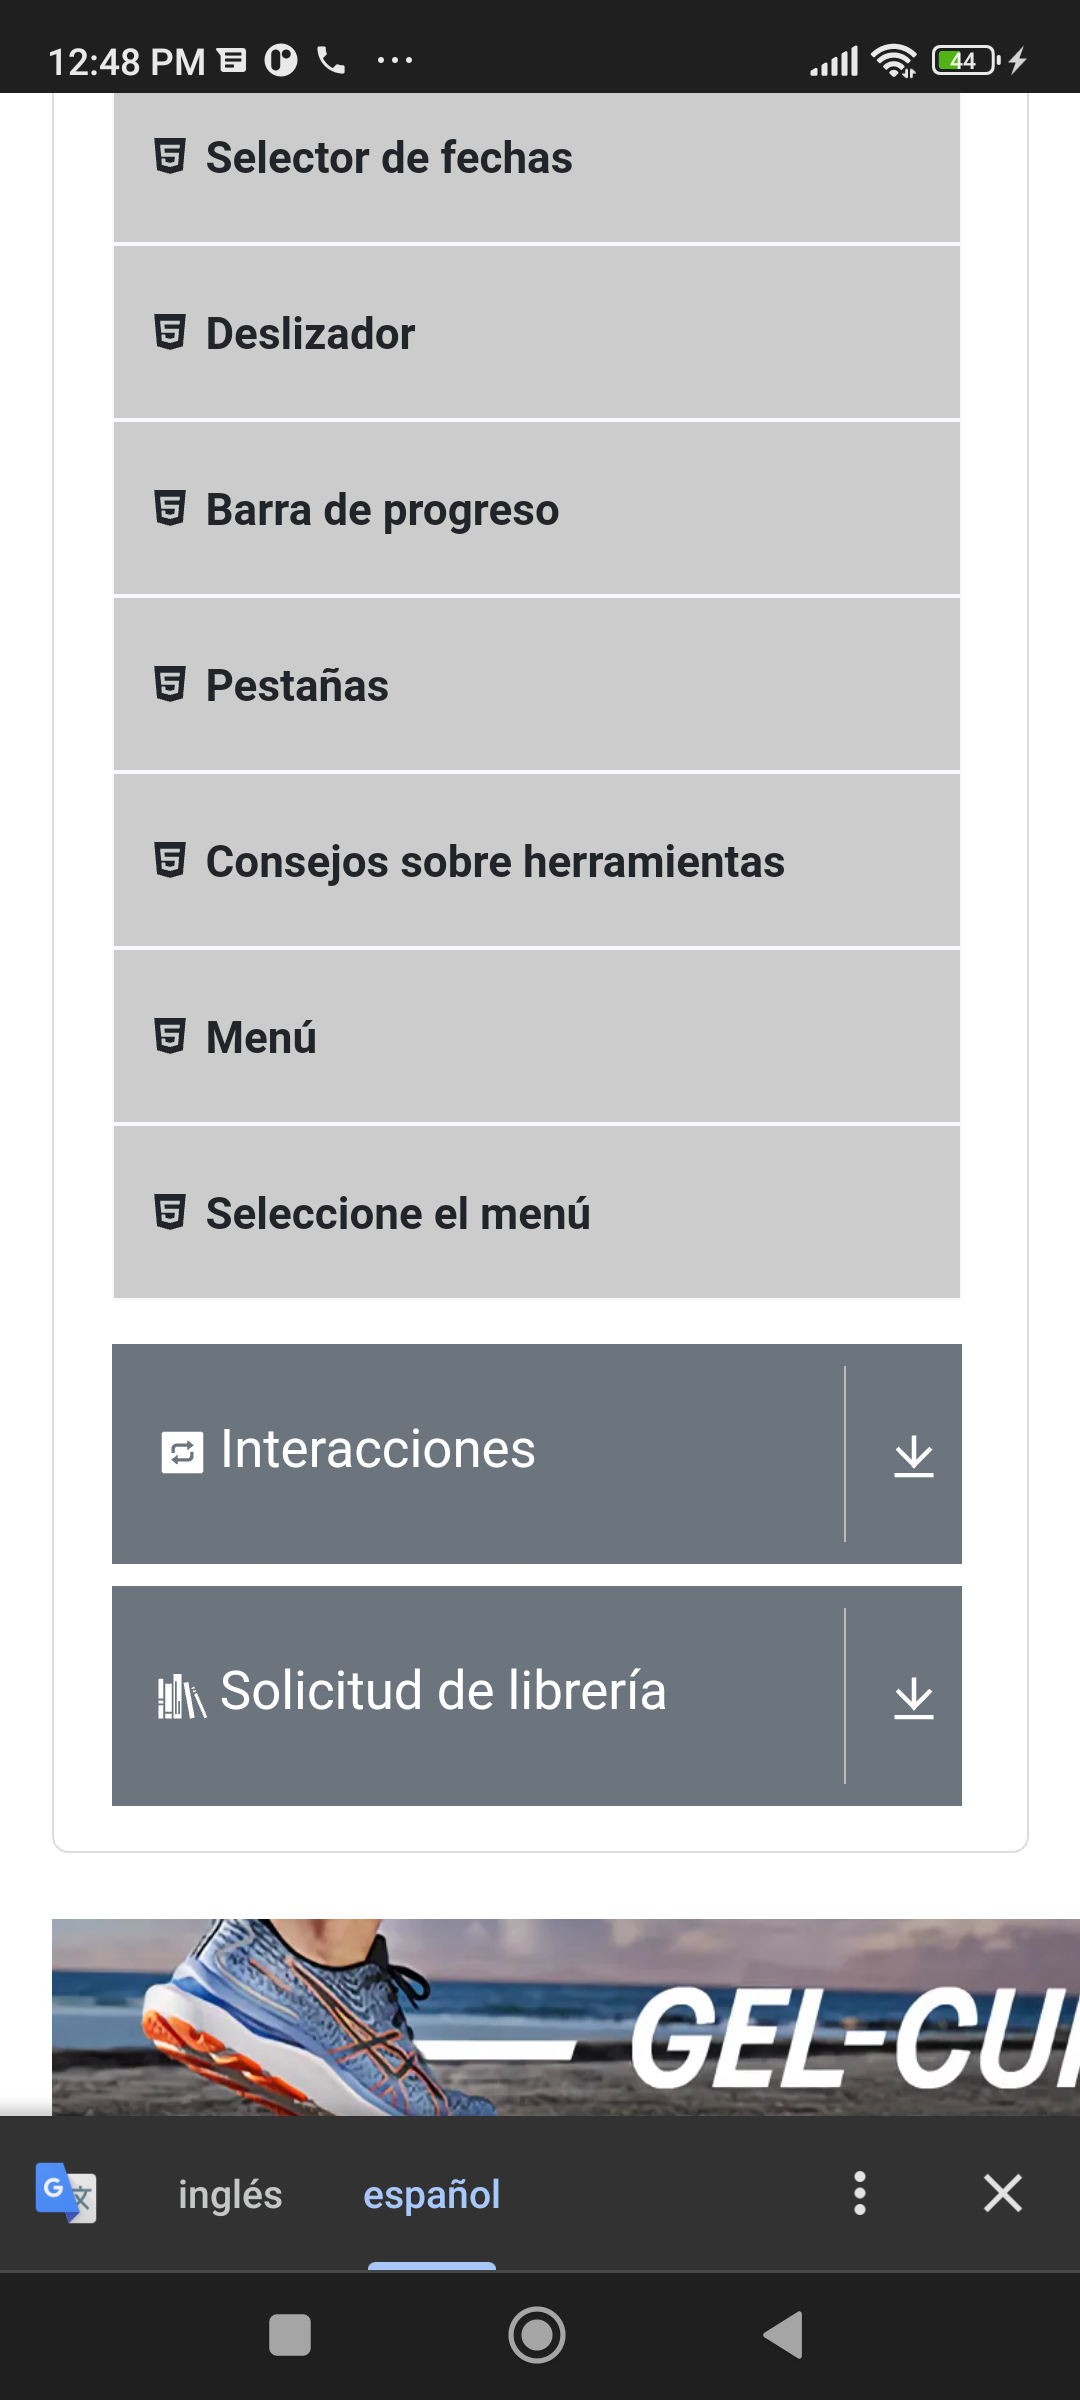 12:48 PM
44
Selector de fechas
Deslizador
Barra de progreso
Pestañas
Consejos sobre herramientas
Menú
Seleccione el menú
Interacciones
Solicitud de librería
GEL-CU
inglés español